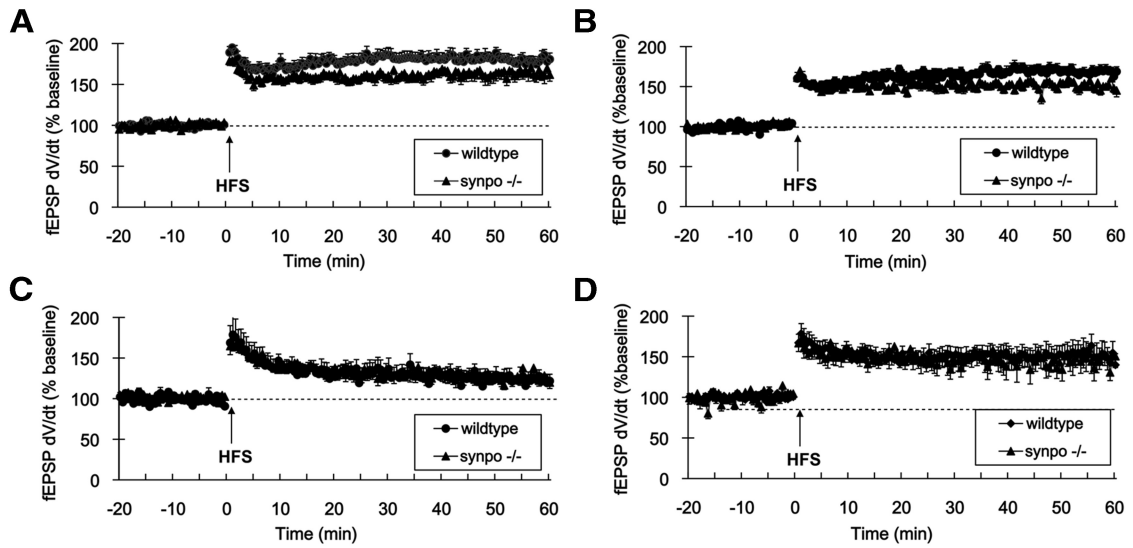 A
fEPSP dV/dt (% baseline)
200
150
100
50
0
HFS
wildtype
synpo -/-
-20 -10 0 10 20 30 40 50 60
Time (min)
B
fEPSP dV/dt (%baseline)
200
150
100
50
0
HFS
wildtype
synpo -/-
-20 -10 0 10 20 30 40 50 60
Time (min)
C
fEPSP dV/dt (% baseline)
200
150
100
50
0
HFS
wildtype
synpo -/-
-20 -10 0 10 20 30 40 50 60
Time (min)
D
fEPSP dV/dt (%baseline)
200
150
100
50
0
HFS
wildtype
synpo -/-
-20 -10 0 10 20 30 40 50 60
Time (min)